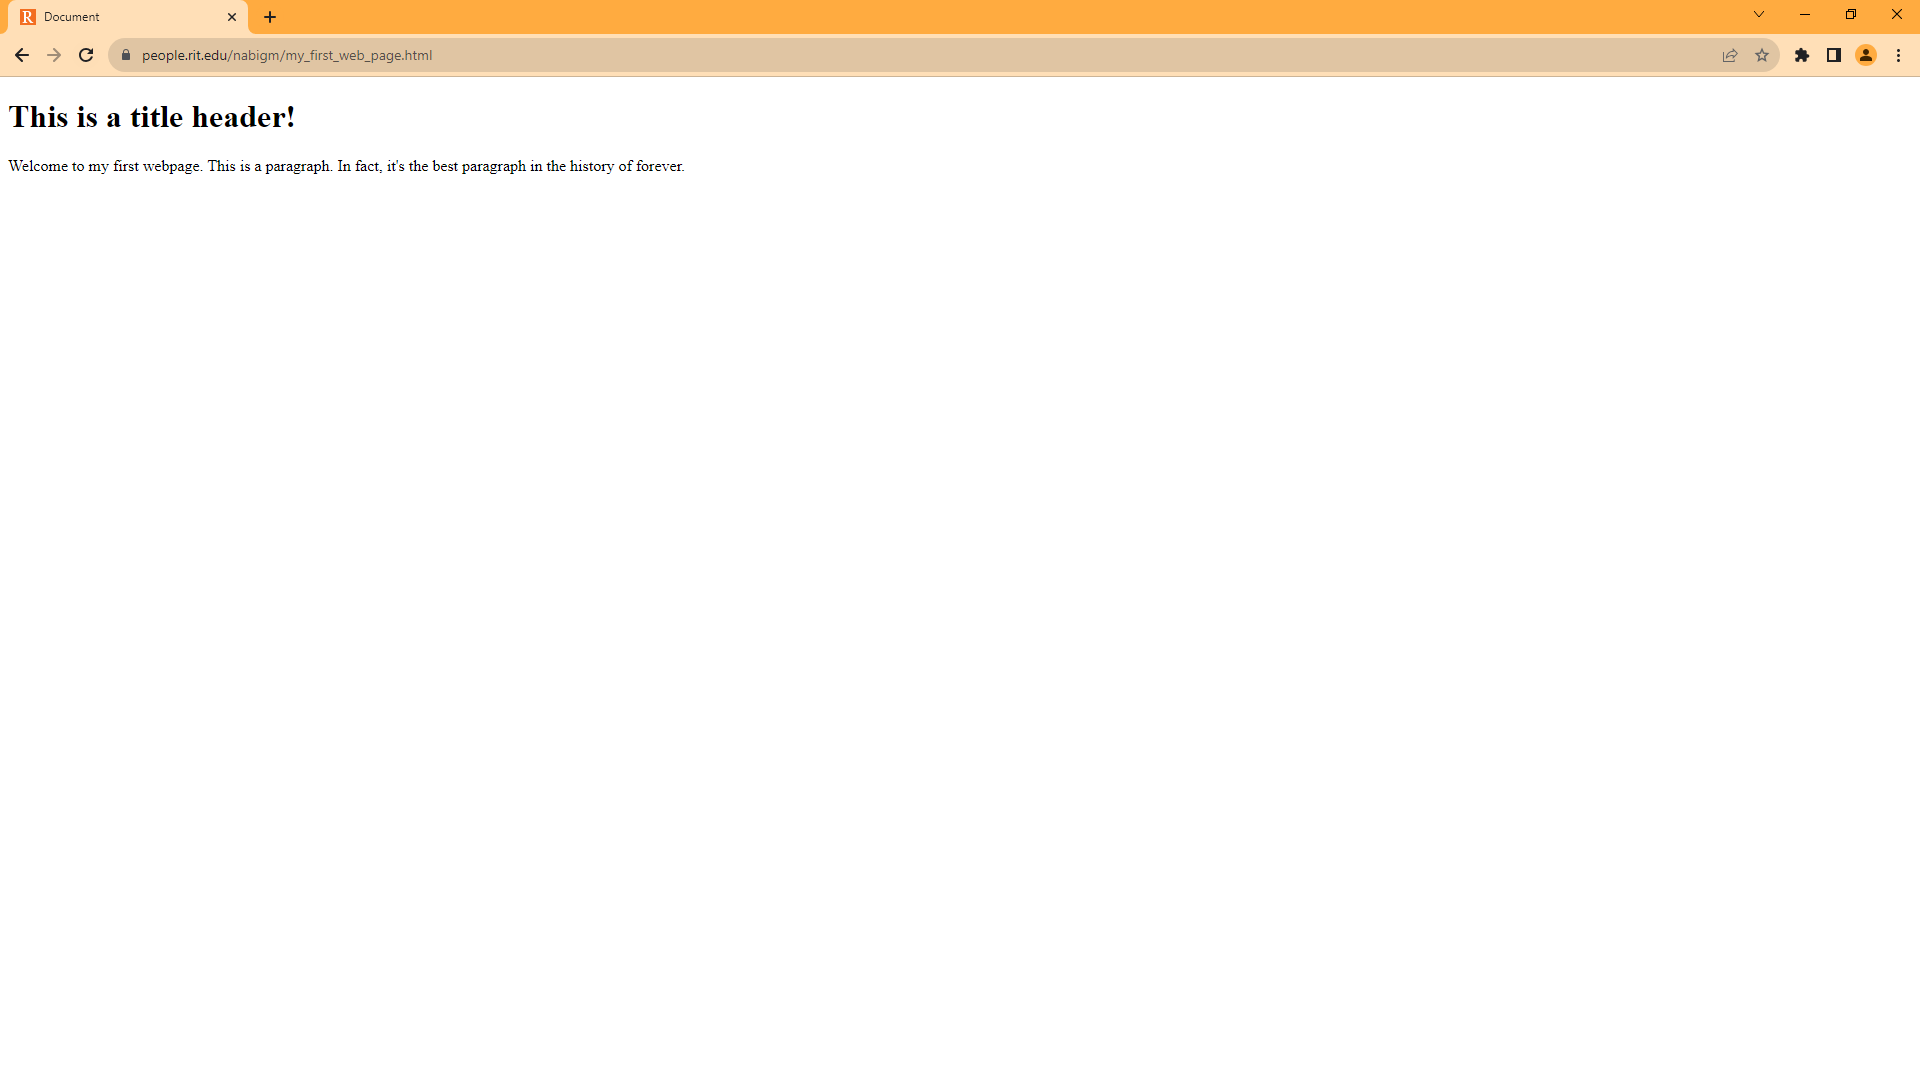 R Document
people.rit.edu/nabigm/my_first_web_page.html
This is a title header!
Welcome to my first webpage. This is a paragraph. In fact, it's the best paragraph in the history of forever.